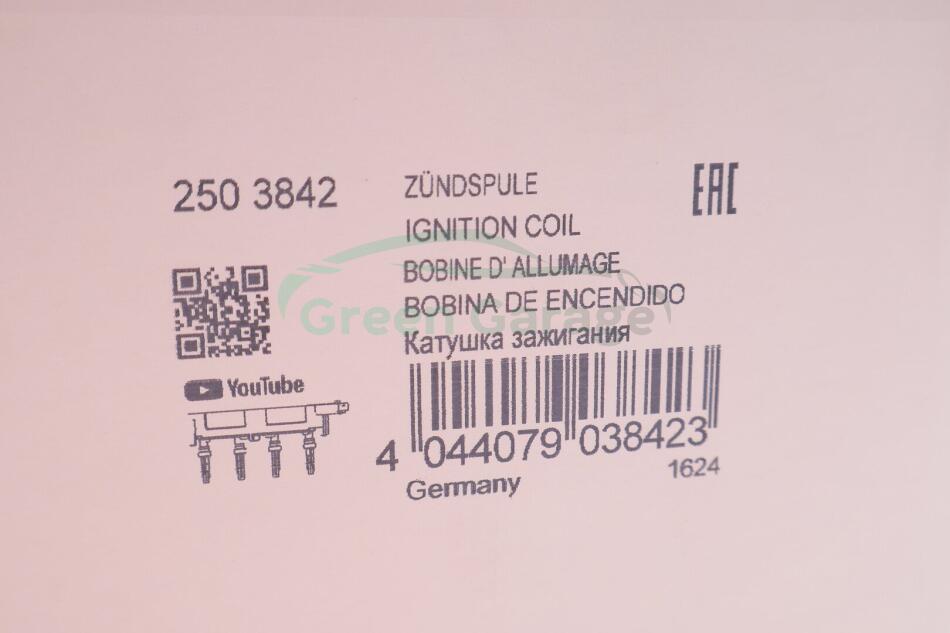 250 3842
ZÜNDSPULE
IGNITION COIL
BOBINE D' ALLUMAGE
BOBINA DE ENCENDIDO
Катушка зажигания
EAC
YouTube
Green Garage
4 044079 038423
Germany
1624